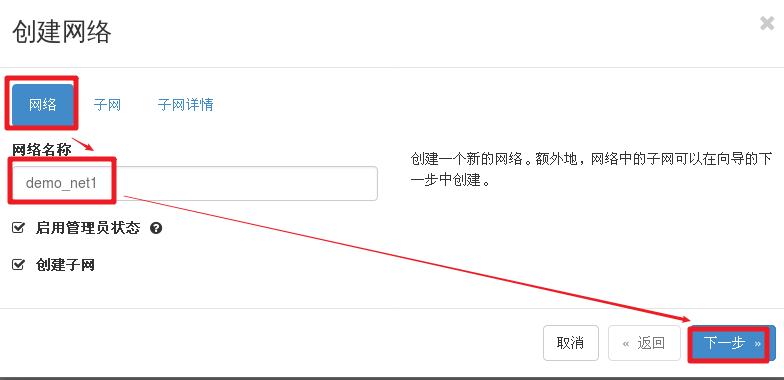 创建网络
×
网络 子网 子网详情
网络名称
demo_net1
启用管理员状态 ?
创建子网
创建一个新的网络。额外地，网络中的子网可以在向导的下
一步中创建。
取消 « 返回 下一步 »